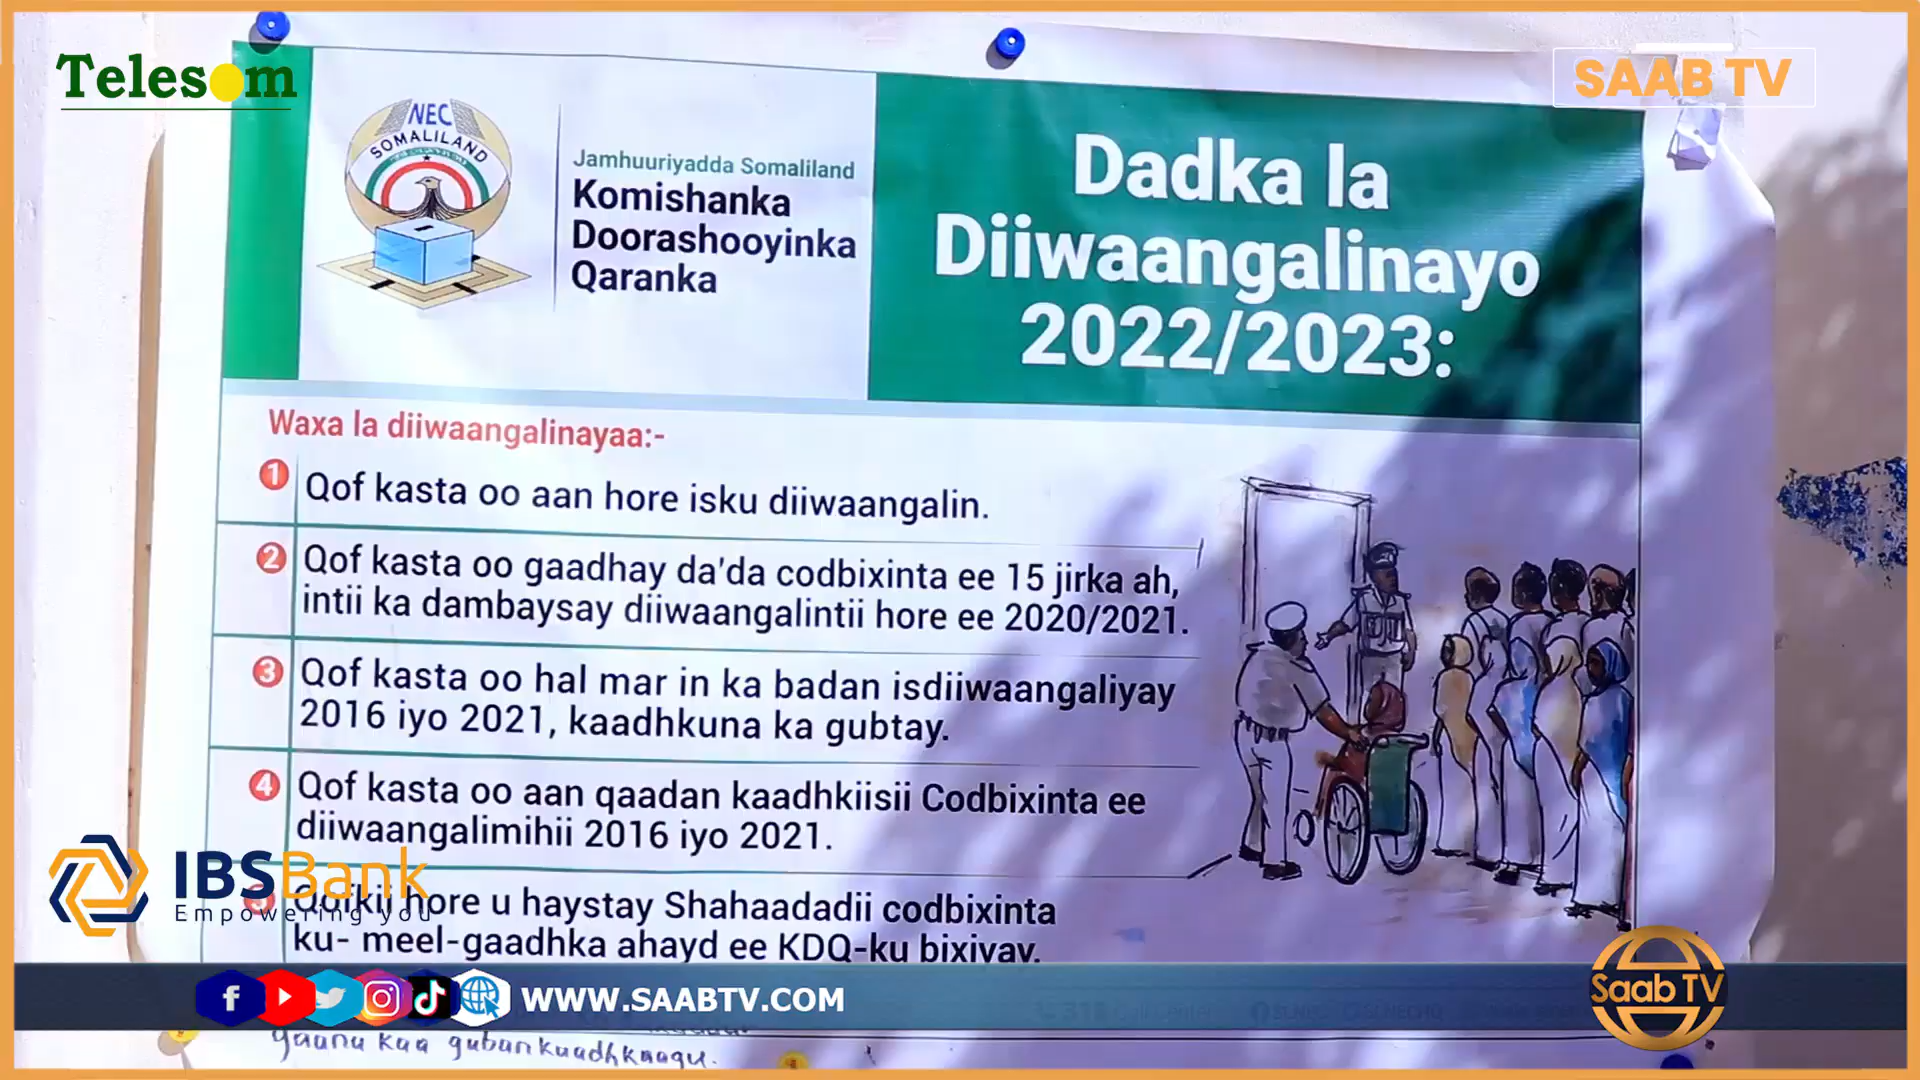 Telesom
SAAB TV
NEC
SOMALILAND
Jamhuuriyadda Somaliland
Komishanka
Doorashooyinka
Qaranka
Dadka la
Diiwaangalinayo
2022/2023:
Waxa la diiwaangalinayaa:-
1 Qof kasta oo aan hore isku diiwaangalin.
2 Qof kasta oo gaadhay da'da codbixinta ee 15 jirka ah,
intii ka dambaysay diiwaangalintii hore ee 2020/2021.
3 Qof kasta oo hal mar in ka badan isdiiwaangaliyay
2016 iyo 2021, kaadhkuna ka gubtay.
4 Qof kasta oo aan qaadan kaadhkiisii Codbixinta ee
diiwaangalimihii 2016 iyo 2021.
5 Qofkii hore u haystay Shahaadadii codbixinta
ku- meel-gaadhka ahayd ee KDQ-ku bixiyay.
IBSBank
Empowering you
WWW.SAABTV.COM
Saab TV